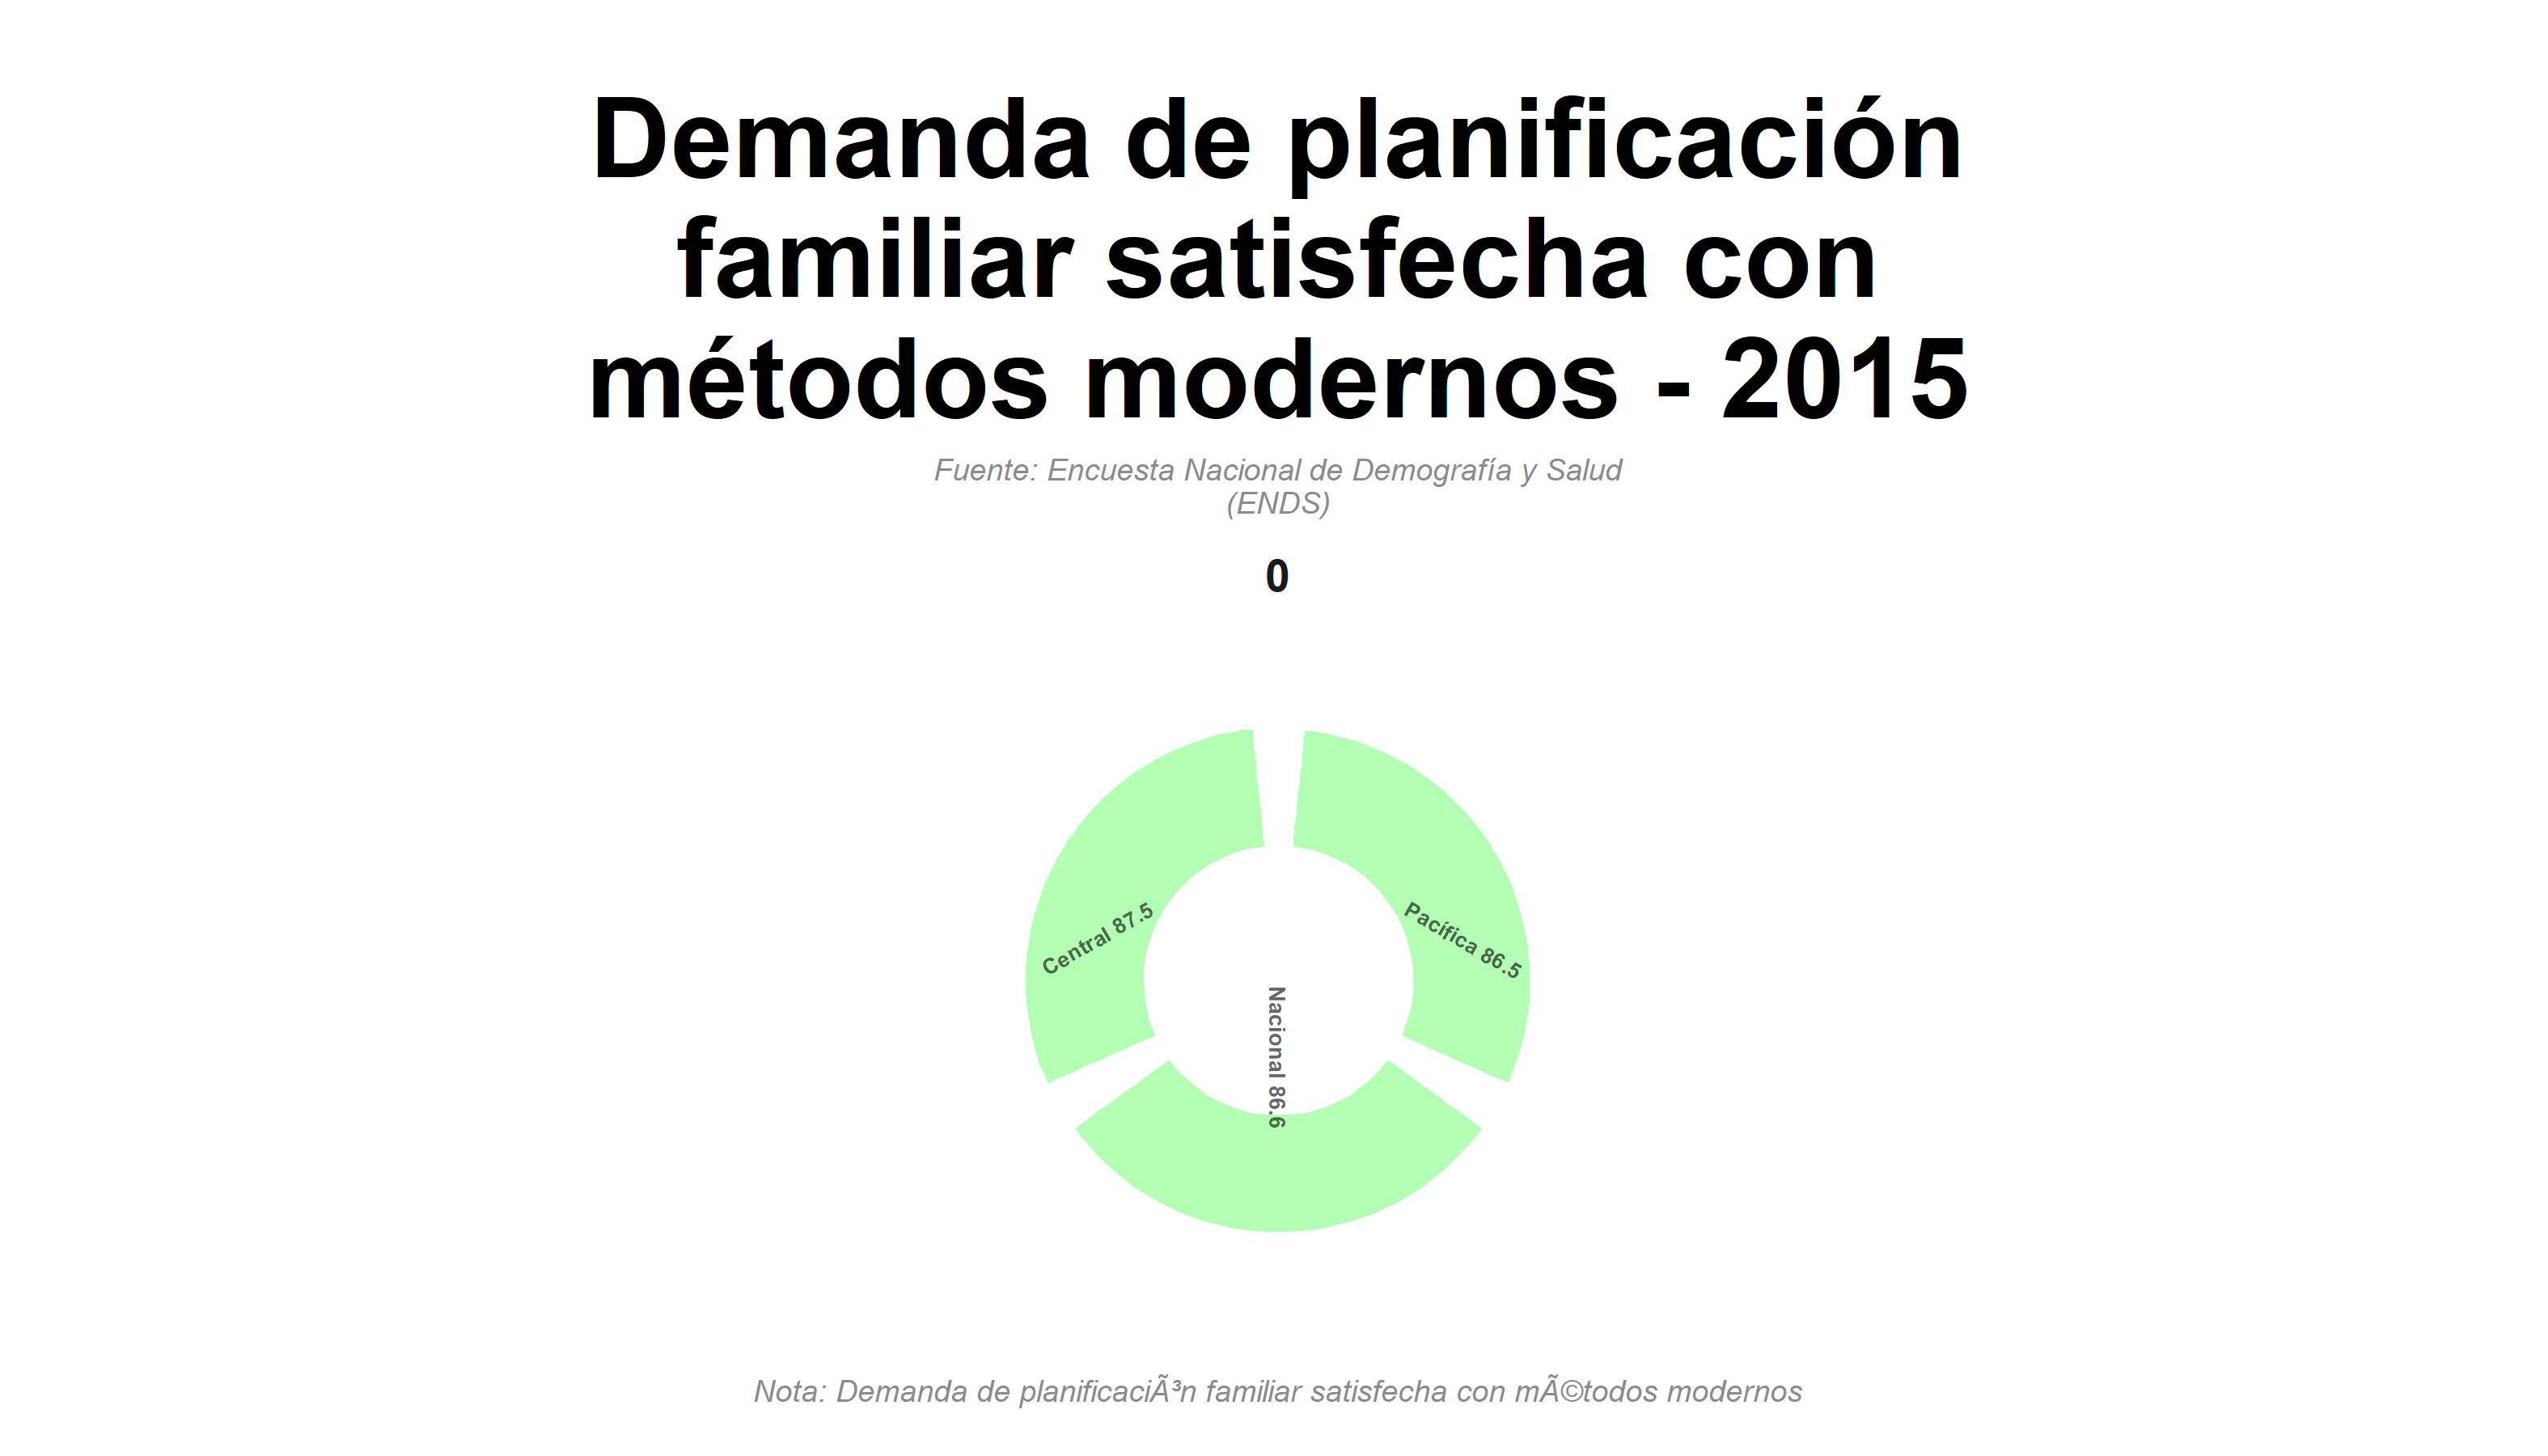 Demanda de planificación
familiar satisfecha con
métodos modernos - 2015
Fuente: Encuesta Nacional de Demografía y Salud
(ENDS)
0
Central 87.5
Pacífica 86.5
Nacional 86.6
Nota: Demanda de planificaciÃ³n familiar satisfecha con mÃ©todos modernos